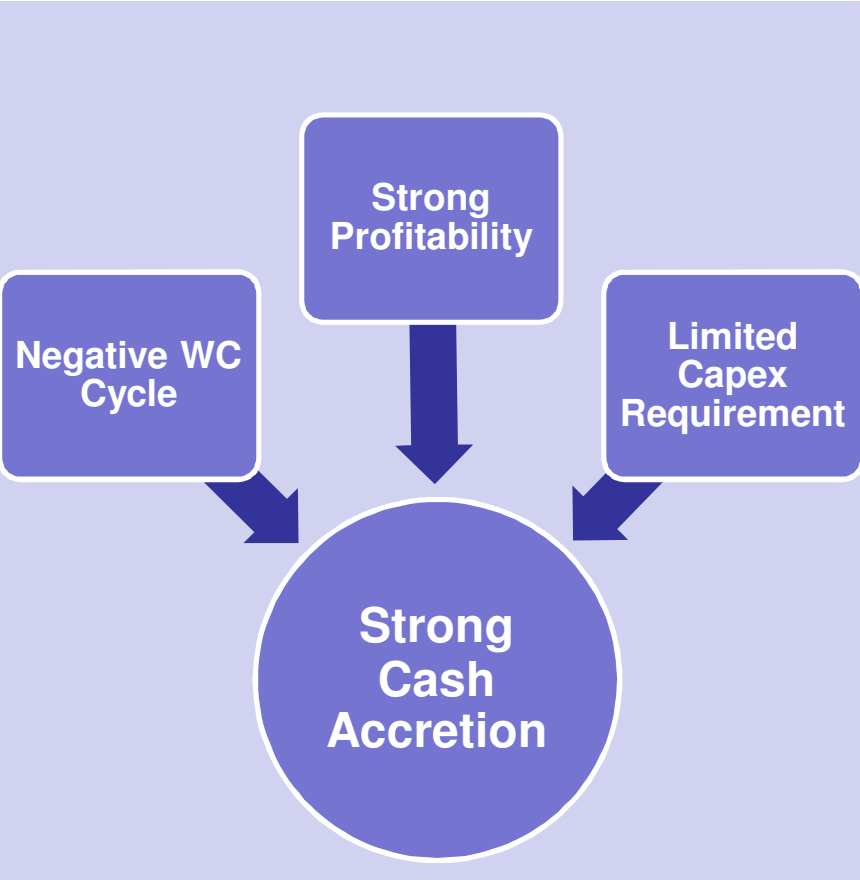 Strong
Profitability
Negative WC
Cycle
Limited
Capex
Requirement
Strong
Cash
Accretion